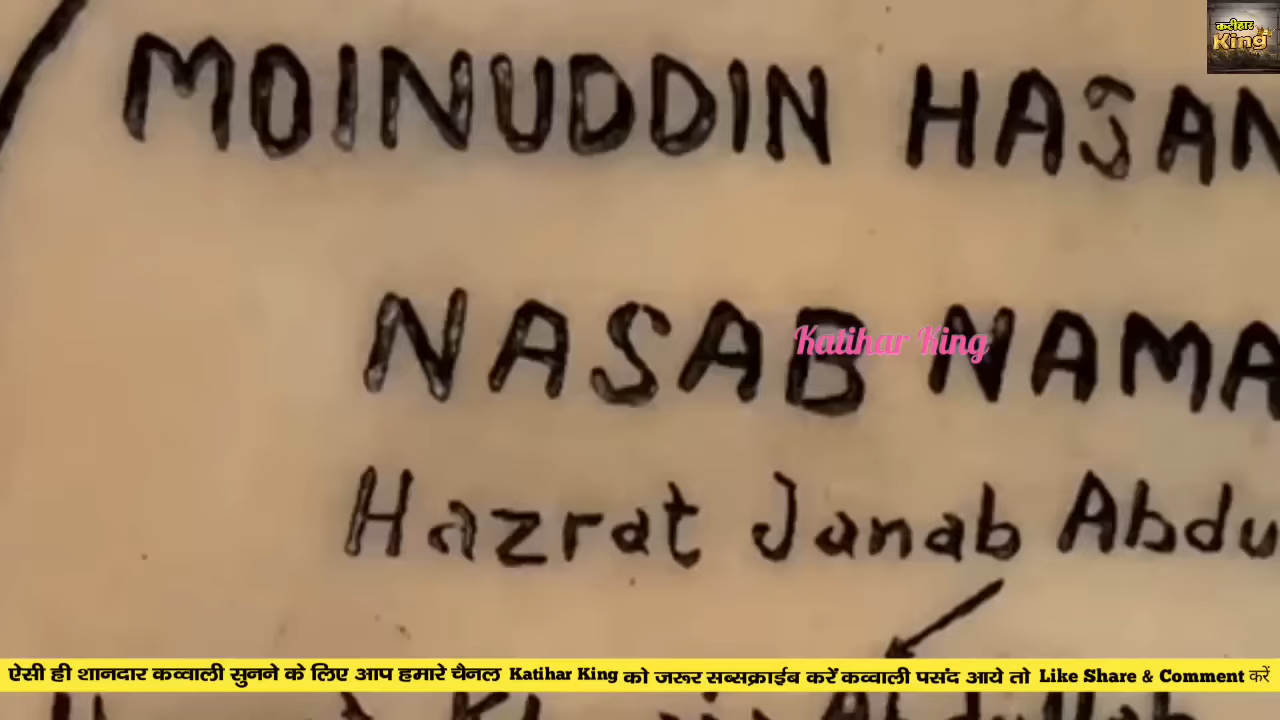 कटीहार
King
MOINUDDIN HASAN
NASAB NAMA
Katihar King
Hazrat Janab Abdu
ऐसी ही शानदार कव्वाली सुनने के लिए आप हमारे चैनल Katihar King को जरूर सब्सक्राईब करें कव्वाली पसंद आये तो Like Share & Comment करें